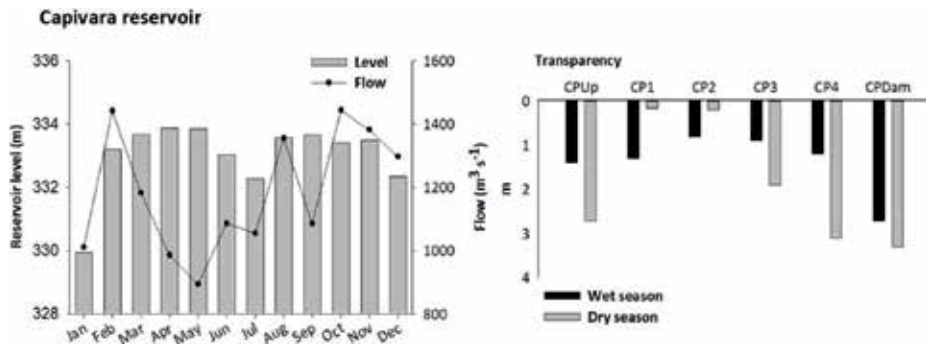 Capivara reservoir
336
334
332
330
328
Reservoir level (m)
Level
Flow
1600
1400
1200
1000
800
Flow (m³ s⁻¹)
Jan Feb Mar Apr May Jun Jul Aug Sep Oct Nov Dec
Transparency
CPUp CP1 CP2 CP3 CP4 CPDam
0
1
2
3
4
m
Wet season
Dry season